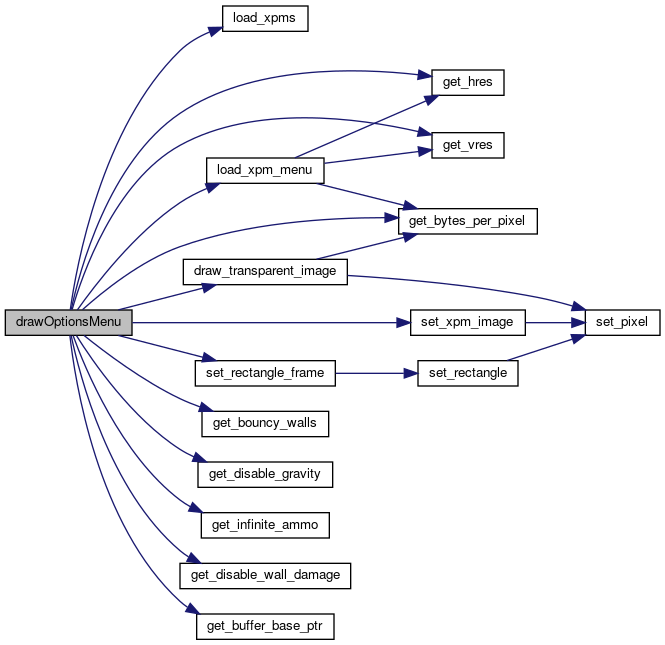 load_xpms
get_hres
get_vres
load_xpm_menu
get_bytes_per_pixel
draw_transparent_image
drawOptionsMenu
set_xpm_image
set_pixel
set_rectangle_frame
set_rectangle
get_bouncy_walls
get_disable_gravity
get_infinite_ammo
get_disable_wall_damage
get_buffer_base_ptr